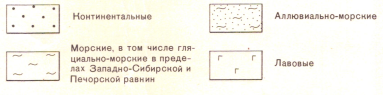 Континентальные
Аллювиально-морские
Морские, в том числе гля-
циально-морские в преде-
лах Западно-Сибирской и
Печорской равнин
Лавовые